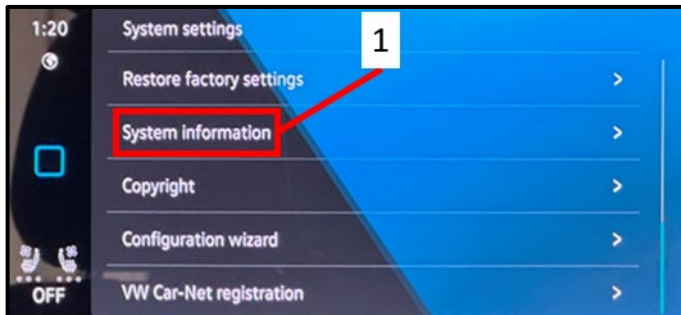 1:20
System settings
1
Restore factory settings >
System information >
Copyright >
Configuration wizard >
OFF
VW Car-Net registration >